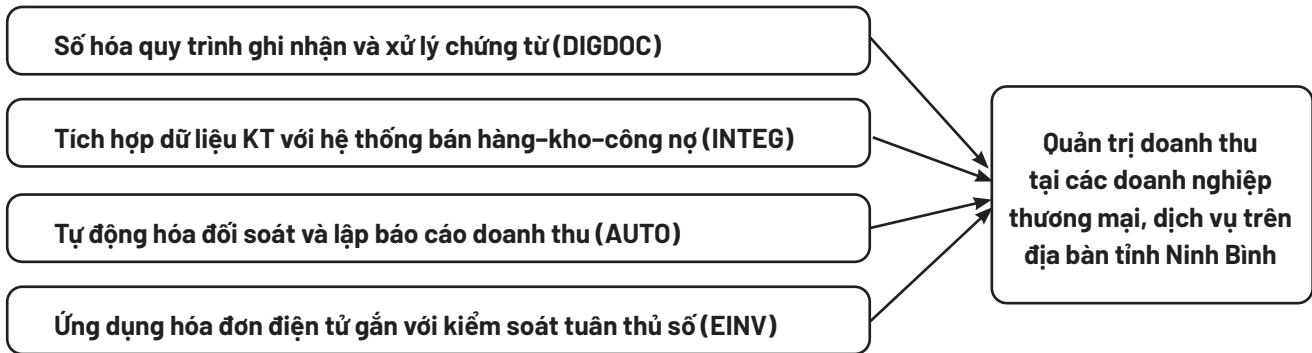 Số hóa quy trình ghi nhận và xử lý chứng từ (DIGDOC)
Tích hợp dữ liệu KT với hệ thống bán hàng–kho–công nợ (INTEG)
Tự động hóa đối soát và lập báo cáo doanh thu (AUTO)
Ứng dụng hóa đơn điện tử gắn với kiểm soát tuân thủ số (EINV)
Quản trị doanh thu
tại các doanh nghiệp
thương mại, dịch vụ trên
địa bàn tỉnh Ninh Bình